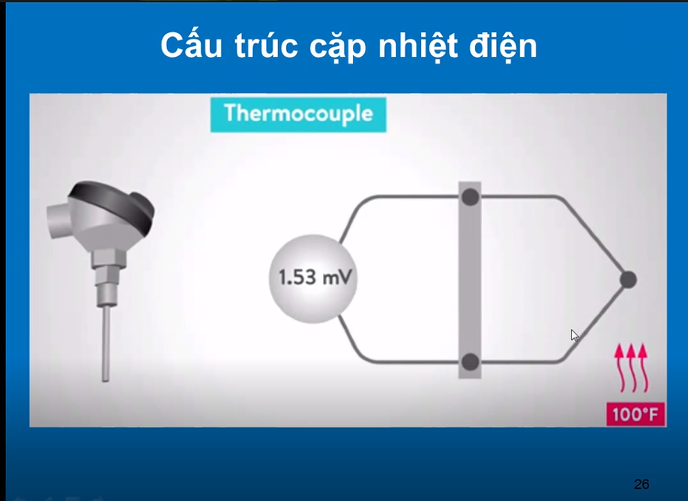 Cấu trúc cặp nhiệt điện
Thermocouple
1.53 mV
100°F
26